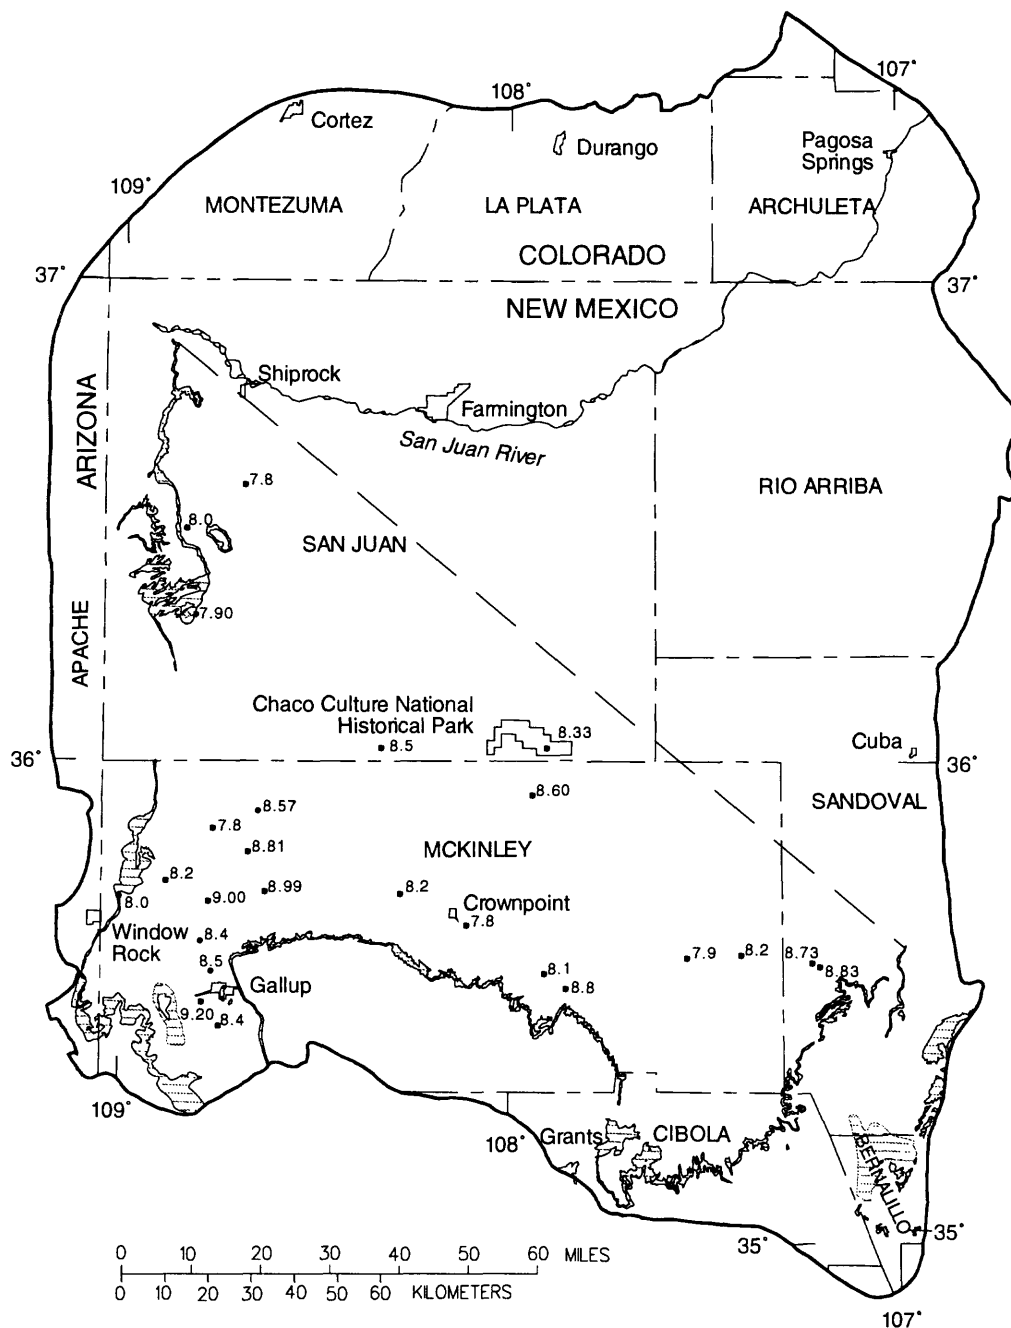 107°
108°
Cortez
Durango
Pagosa
Springs
109°
MONTEZUMA
LA PLATA
ARCHULETA
COLORADO
37°
37°
NEW MEXICO
Shiprock
Farmington
San Juan River
ARIZONA
7.8
RIO ARRIBA
8.0
SAN JUAN
7.90
APACHE
Chaco Culture National
Historical Park
8.5
8.33
Cuba
36°
36°
8.60
SANDOVAL
8.57
7.8
8.81
MCKINLEY
8.2
8.99
8.2
8.0
9.00
Crownpoint
7.8
Window
Rock
8.4
7.9
8.2
8.73
8.83
8.5
8.1
Gallup
8.8
9.20
8.4
109°
108°
Grants
CIBOLA
BERNALILLO
35°
35°
0 10 20 30 40 60 MILES
0 10 20 30 40 50 60 KILOMETERS
107°